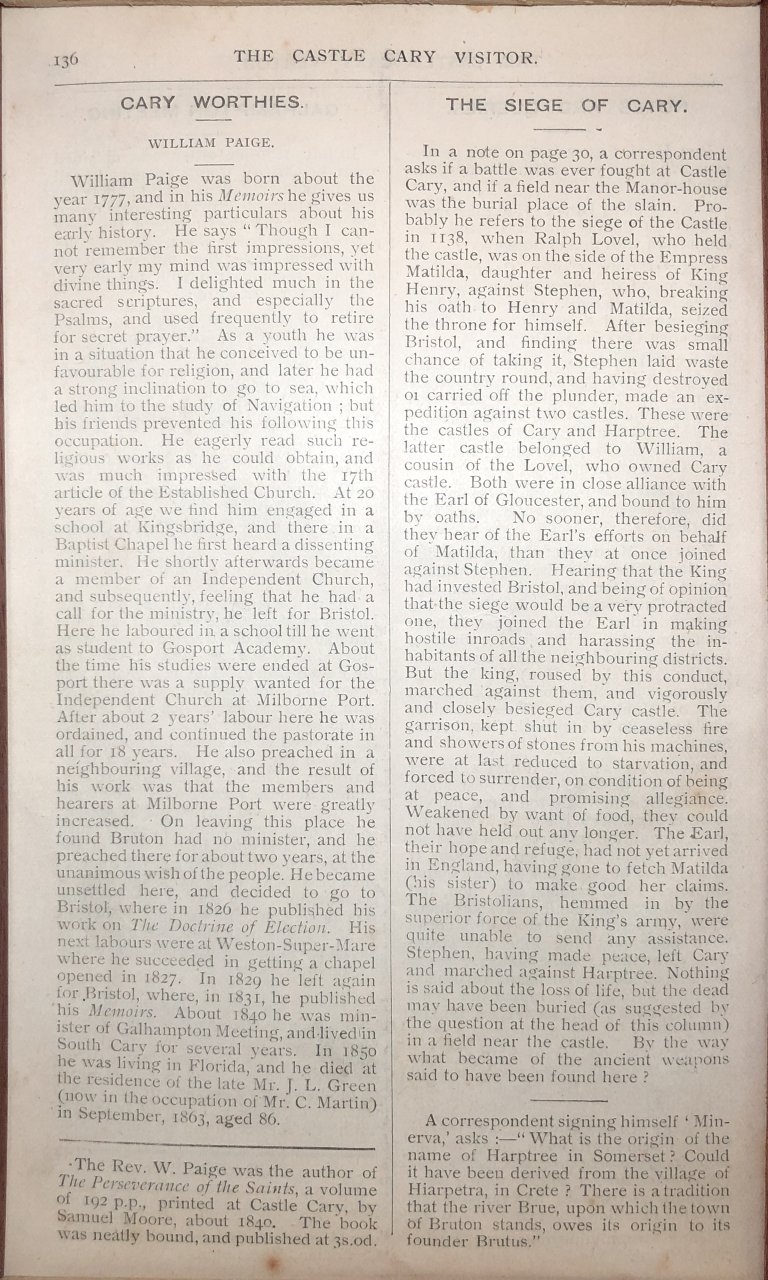 136
THE CASTLE CARY VISITOR.
CARY WORTHIES.
WILLIAM PAIGE.
William Paige was born about the
year 1777, and in his Memoirs he gives us
many interesting particulars about his
early history. He says “ Though I can-
not remember the first impressions, yet
very early my mind was impressed with
divine things. I delighted much in the
sacred scriptures, and especially the
Psalms, and used frequently to retire
for secret prayer.” As a youth he was
in a situation that he conceived to be un-
favourable for religion, and later he had
a strong inclination to go to sea, which
led him to the study of Navigation ; but
his friends prevented his following this
occupation. He eagerly read such re-
ligious works as he could obtain, and
was much impressed with the 17th
article of the Established Church. At 20
years of age we find him engaged in a
school at Kingsbridge, and there in a
Baptist Chapel he first heard a dissenting
minister. He shortly afterwards became
a member of an Independent Church,
and subsequently, feeling that he had a
call for the ministry, he left for Bristol.
Here he laboured in a school till he went
as student to Gosport Academy. About
the time his studies were ended at Gos-
port there was a supply wanted for the
Independent Church at Milborne Port.
After about 2 years’ labour here he was
ordained, and continued the pastorate in
all for 18 years. He also preached in a
neighbouring village, and the result of
his work was that the members and
hearers at Milborne Port were greatly
increased. On leaving this place he
found Bruton had no minister, and he
preached there for about two years, at the
unanimous wish of the people. He became
unsettled here, and decided to go to
Bristol, where in 1826 he published his
work on The Doctrine of Election. His
next labours were at Weston-Super-Mare
where he succeeded in getting a chapel
opened in 1827. In 1829 he left again
for Bristol, where, in 1831, he published
his Memoirs. About 1840 he was min-
ister of Galhampton Meeting, and lived in
South Cary for several years. In 1850
he was living in Florida, and he died at
the residence of the late Mr. J. L. Green
(now in the occupation of Mr. C. Martin)
in September, 1863, aged 86.
The Rev. W. Paige was the author of
The Perseverance of the Saints, a volume
of 192 p.p., printed at Castle Cary, by
Samuel Moore, about 1840. The book
was neatly bound, and published at 3s.od.
THE SIEGE OF CARY.
In a note on page 30, a correspondent
asks if a battle was ever fought at Castle
Cary, and if a field near the Manor-house
was the burial place of the slain. Pro-
bably he refers to the siege of the Castle
in 1138, when Ralph Lovel, who held
the castle, was on the side of the Empress
Matilda, daughter and heiress of King
Henry, against Stephen, who, breaking
his oath to Henry and Matilda, seized
the throne for himself. After besieging
Bristol, and finding there was small
chance of taking it, Stephen laid waste
the country round, and having destroyed
or carried off the plunder, made an ex-
pedition against two castles. These were
the castles of Cary and Harptree. The
latter castle belonged to William, a
cousin of the Lovel, who owned Cary
castle. Both were in close alliance with
the Earl of Gloucester, and bound to him
by oaths. No sooner, therefore, did
they hear of the Earl’s efforts on behalf
of Matilda, than they at once joined
against Stephen. Hearing that the King
had invested Bristol, and being of opinion
that the siege would be a very protracted
one, they joined the Earl in making
hostile inroads and harassing the in-
habitants of all the neighbouring districts.
But the king, roused by this conduct,
marched against them, and vigorously
and closely besieged Cary castle. The
garrison, kept shut in by ceaseless fire
and showers of stones from his machines,
were at last reduced to starvation, and
forced to surrender, on condition of being
at peace, and promising allegiance.
Weakened by want of food, they could
not have held out any longer. The Earl,
their hope and refuge, had not yet arrived
in England, having gone to fetch Matilda
(his sister) to make good her claims.
The Bristolians, hemmed in by the
superior force of the King’s army, were
quite unable to send any assistance.
Stephen, having made peace, left Cary
and marched against Harptree. Nothing
is said about the loss of life, but the dead
may have been buried (as suggested by
the question at the head of this column)
in a field near the castle. By the way
what became of the ancient weapons
said to have been found here ?
A correspondent signing himself ‘ Min-
erva,’ asks :—“ What is the origin of the
name of Harptree in Somerset ? Could
it have been derived from the village of
Hiarpetra, in Crete ? There is a tradition
that the river Brue, upon which the town
of Bruton stands, owes its origin to its
founder Brutus.”